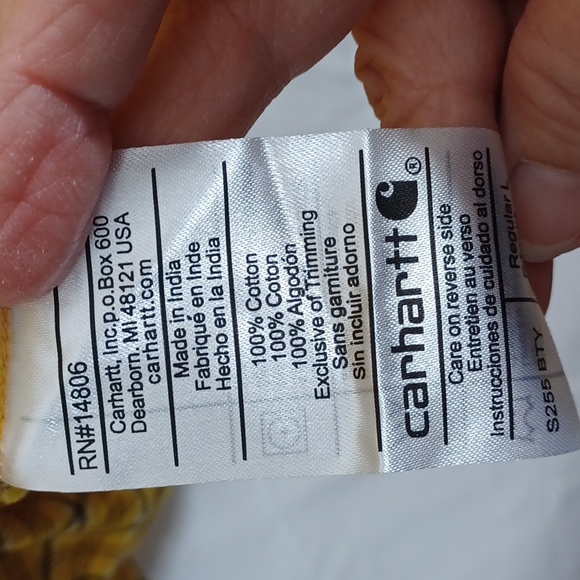 RN#14806
Carhartt, Inc.p.o.Box 600
Dearborn, MI 48121 USA
carhartt.com
Made in India
Fabriqué en Inde
Hecho en la India
100% Cotton
100% Coton
100% Algodón
Exclusive of Trimming
Sans garniture
Sin incluir adorno
carhartt®
Care on reverse side
Entretien au verso
Instrucciones de cuidado al dorso
Regular L
S255 BTY